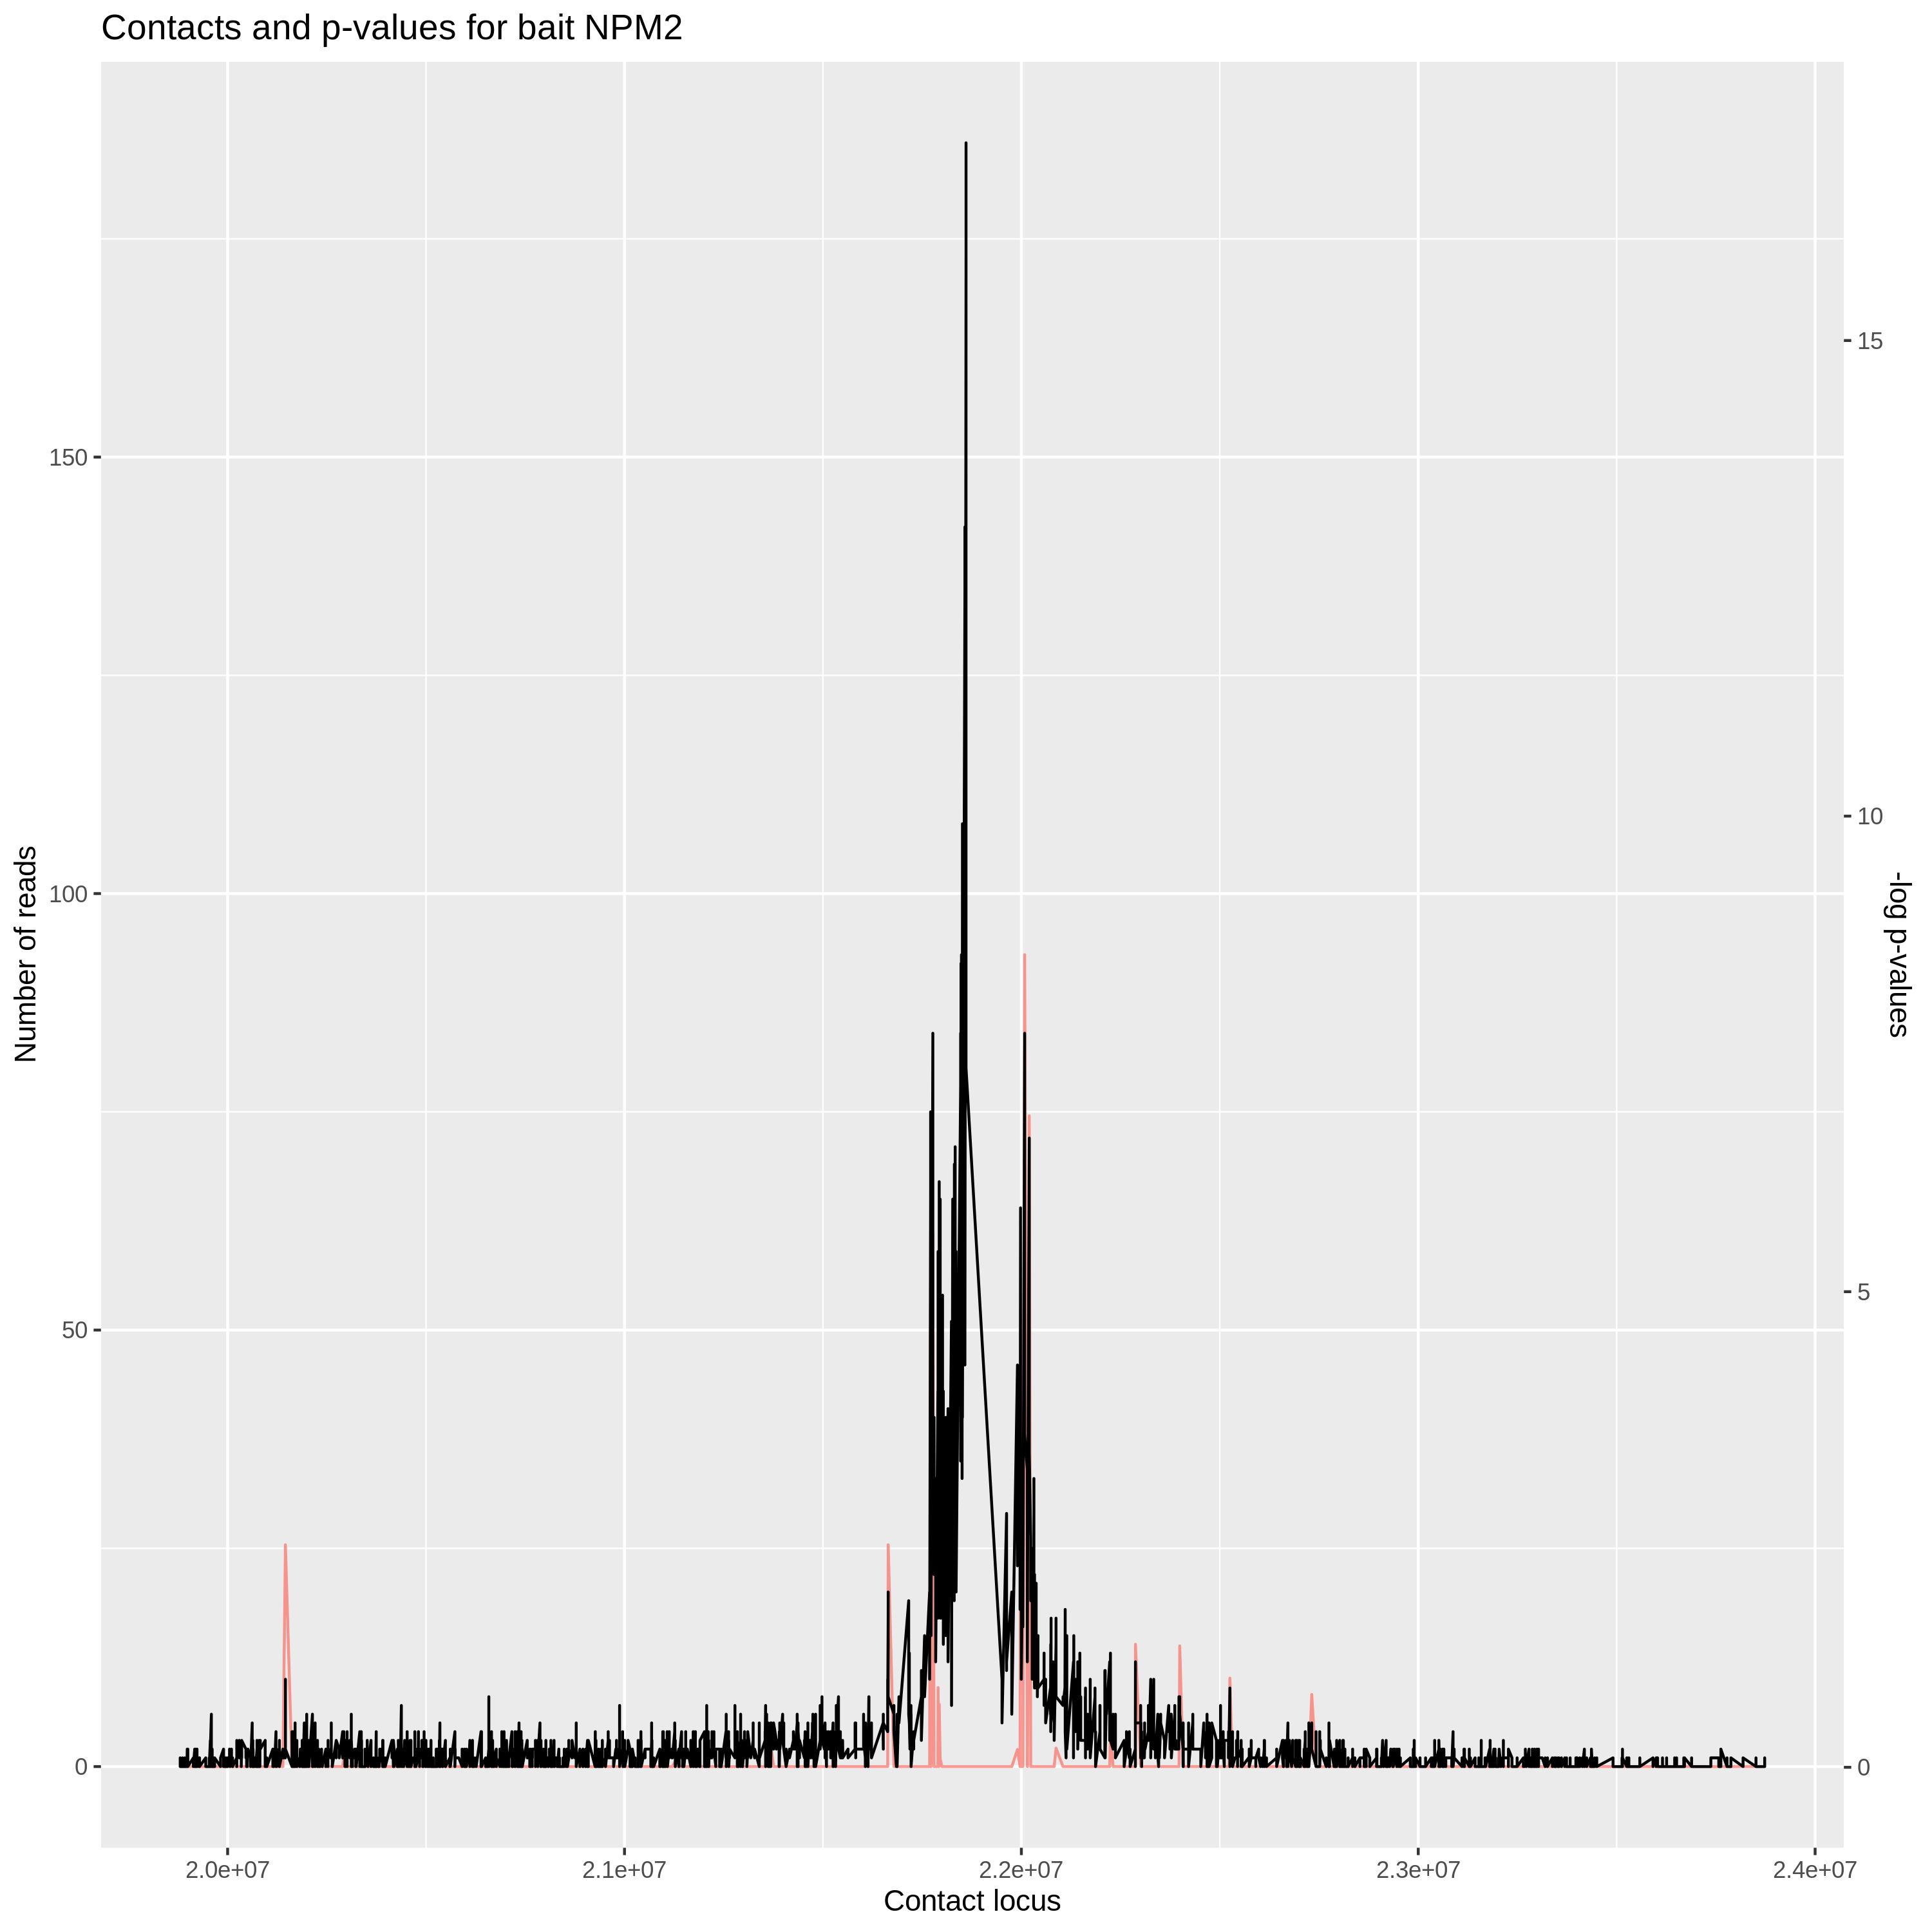 Contacts and p-values for bait NPM2
Number of reads
150
100
50
0
15
10
5
0
-log p-values
2.0e+07
2.1e+07
2.2e+07
2.3e+07
2.4e+07
Contact locus